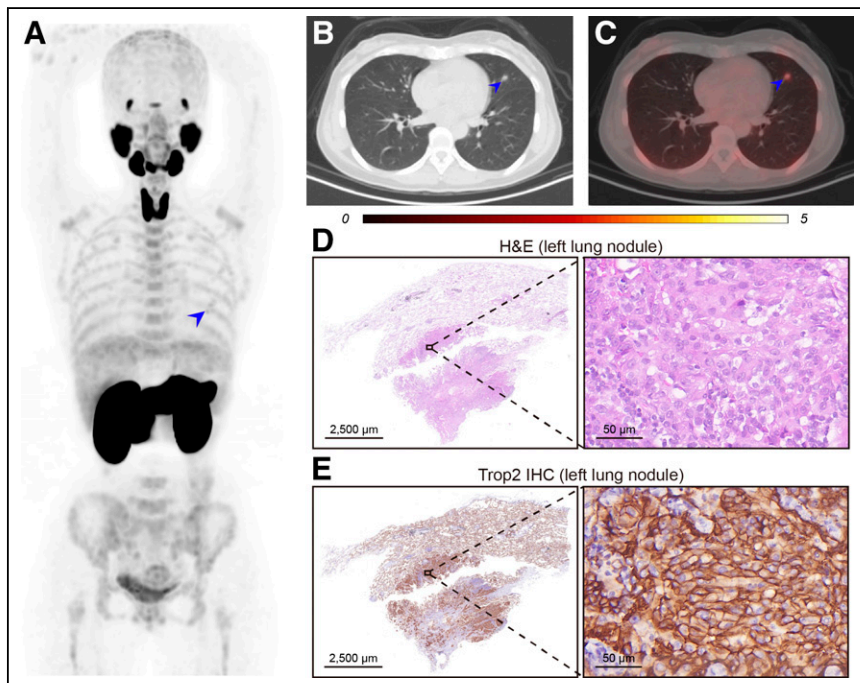 A
B
C
0
5
D
H&E (left lung nodule)
2,500 µm
50 µm
E
Trop2 IHC (left lung nodule)
2,500 µm
50 µm